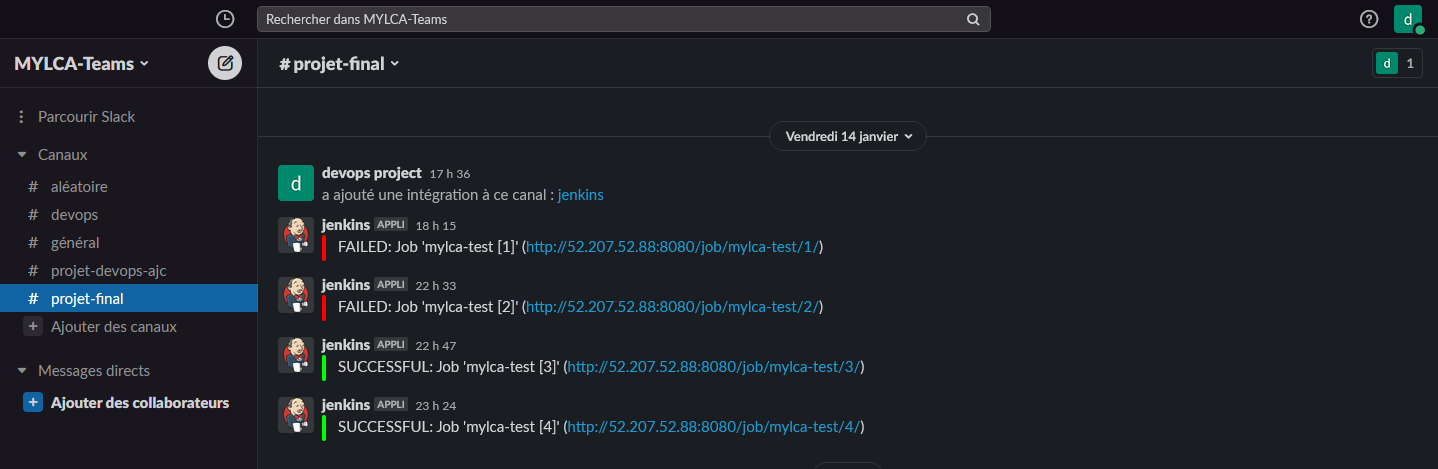 Rechercher dans MYLCA-Teams
d
MYLCA-Teams
# projet-final
d 1
Parcourir Slack
Canaux
# aléatoire
# devops
# général
# projet-devops-ajc
# projet-final
+ Ajouter des canaux
Messages directs
+ Ajouter des collaborateurs
Vendredi 14 janvier
d
devops project 17 h 36
a ajouté une intégration à ce canal : jenkins
jenkins APPLI 18 h 15
FAILED: Job 'mylca-test [1]' (http://52.207.52.88:8080/job/mylca-test/1/)
jenkins APPLI 22 h 33
FAILED: Job 'mylca-test [2]' (http://52.207.52.88:8080/job/mylca-test/2/)
jenkins APPLI 22 h 47
SUCCESSFUL: Job 'mylca-test [3]' (http://52.207.52.88:8080/job/mylca-test/3/)
jenkins APPLI 23 h 24
SUCCESSFUL: Job 'mylca-test [4]' (http://52.207.52.88:8080/job/mylca-test/4/)